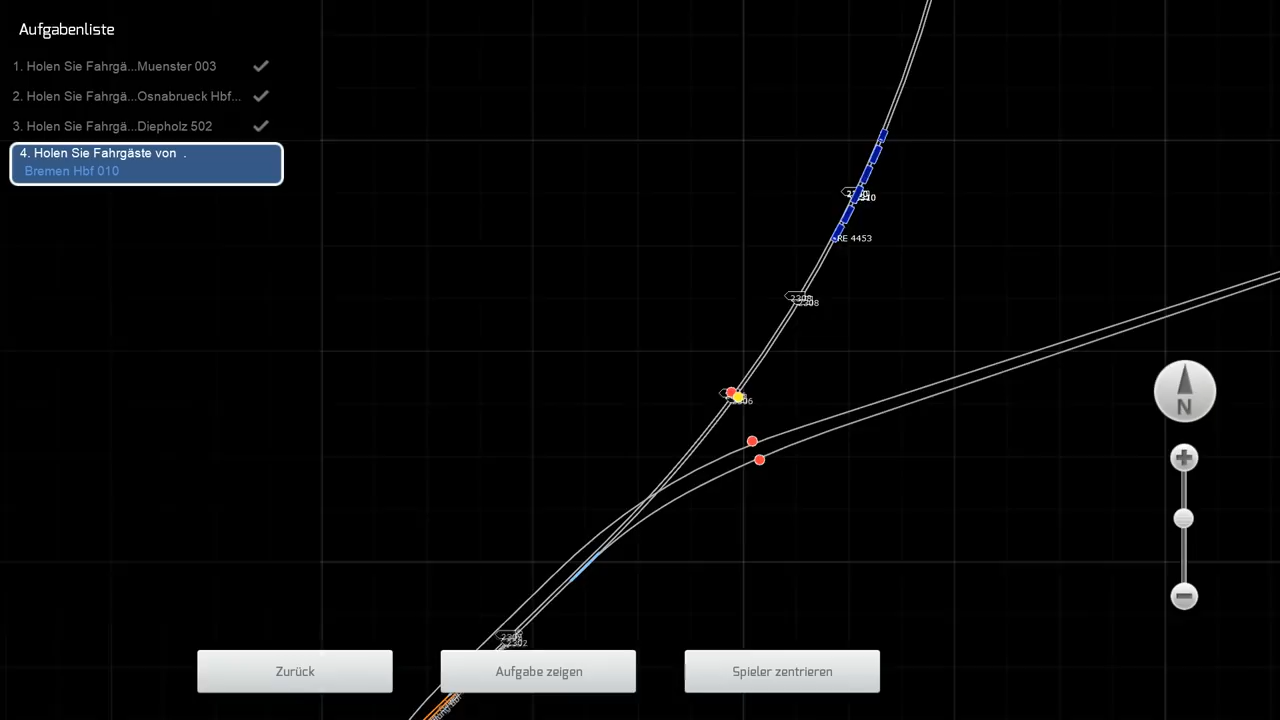 Aufgabenliste
1. Holen Sie Fahrgä...Muenster 003
2. Holen Sie Fahrgä...Osnabrueck Hbf...
3. Holen Sie Fahrgä...Diepholz 502
4. Holen Sie Fahrgäste von .
Bremen Hbf 010
RE 4453
2308
2308
2302
N
Zurück
Aufgabe zeigen
Spieler zentrieren